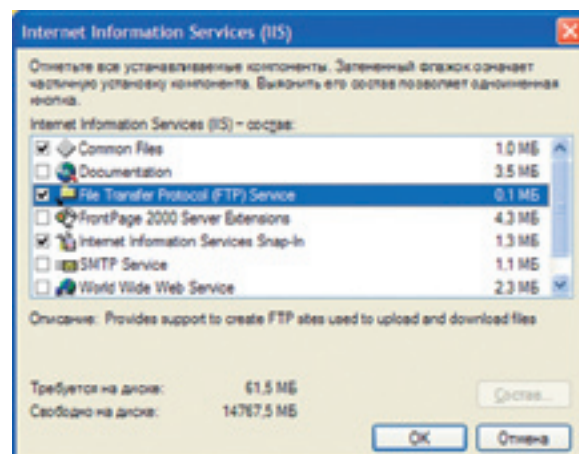 Internet Information Services (IIS)
Отметьте все устанавливаемые компоненты. Затененный флажок означает
частичную установку компонента. Выяснить его состав позволяет одноименная
кнопка.
Internet Information Services (IIS) – состав:
Common Files 1.0 МБ
Documentation 3.5 МБ
File Transfer Protocol (FTP) Service 0.1 МБ
FrontPage 2000 Server Extensions 4.3 МБ
Internet Information Services Snap-In 1.3 МБ
SMTP Service 1.1 МБ
World Wide Web Service 2.3 МБ
Описание: Provides support to create FTP sites used to upload and download files
Требуется на диске: 61,5 МБ
Свободно на диске: 14767,5 МБ
Состав...
OK Отмена